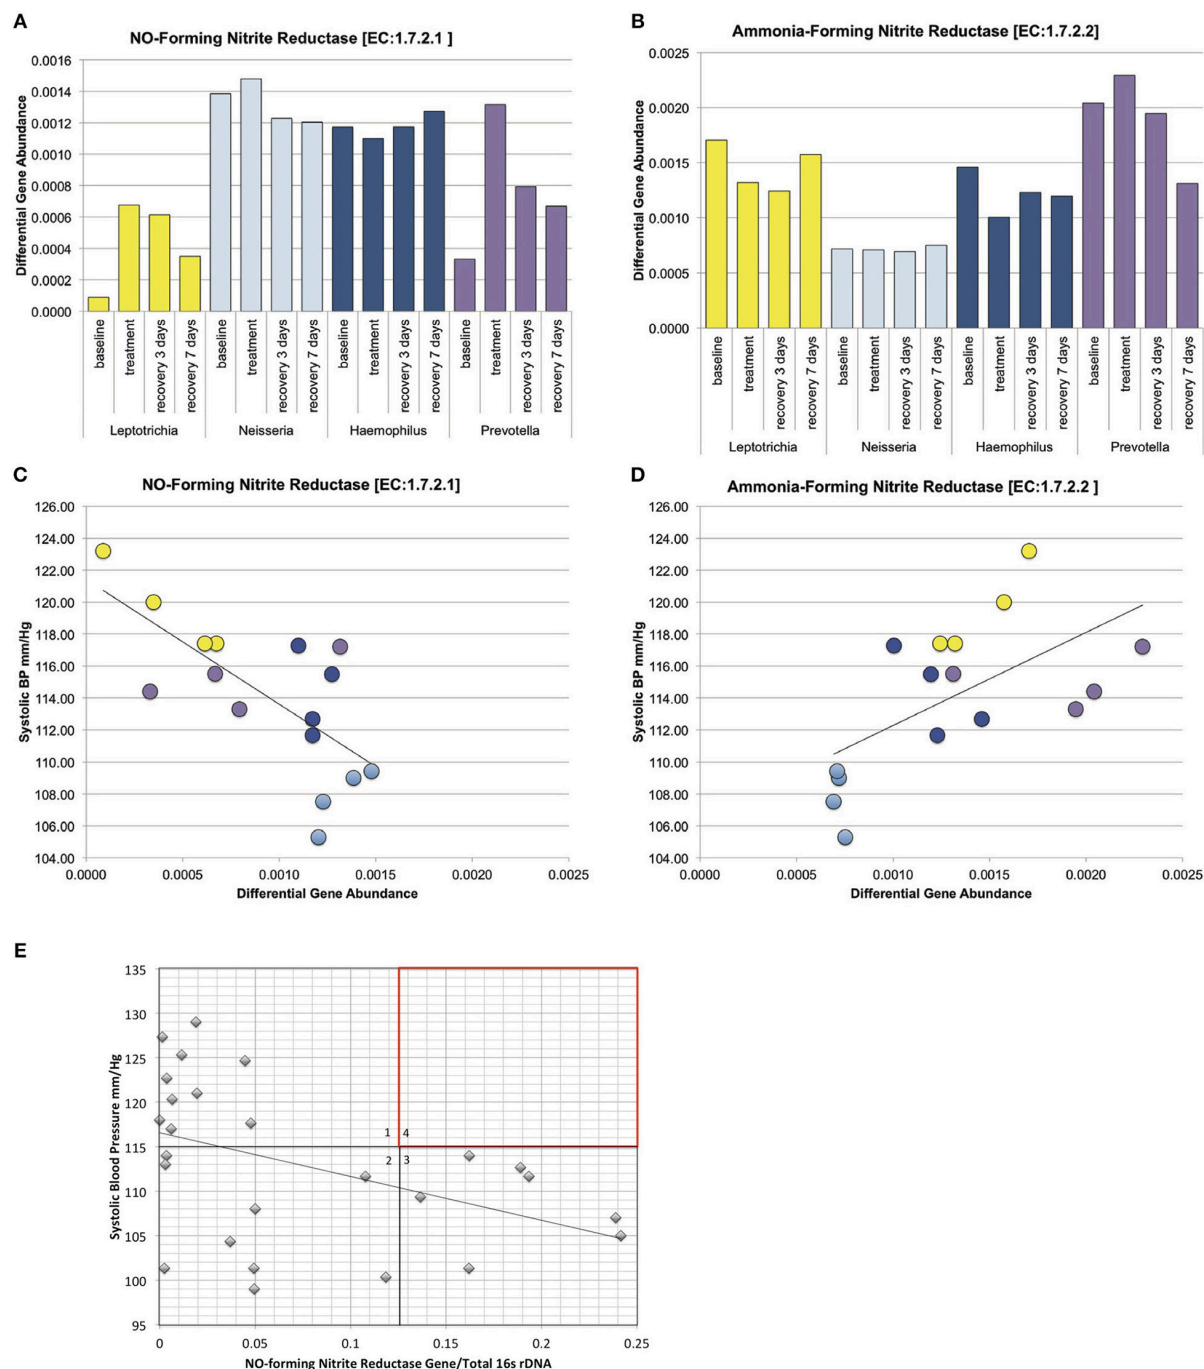 A
NO-Forming Nitrite Reductase [EC:1.7.2.1 ]
Differential Gene Abundance
0.0016
0.0014
0.0012
0.0010
0.0008
0.0006
0.0004
0.0002
0.0000
baseline
treatment
recovery 3 days
recovery 7 days
baseline
treatment
recovery 3 days
recovery 7 days
baseline
treatment
recovery 3 days
recovery 7 days
baseline
treatment
recovery 3 days
recovery 7 days
Leptotrichia
Neisseria
Haemophilus
Prevotella
B
Ammonia-Forming Nitrite Reductase [EC:1.7.2.2]
Differential Gene Abundance
0.0025
0.0020
0.0015
0.0010
0.0005
0.0000
baseline
treatment
recovery 3 days
recovery 7 days
baseline
treatment
recovery 3 days
recovery 7 days
baseline
treatment
recovery 3 days
recovery 7 days
baseline
treatment
recovery 3 days
recovery 7 days
Leptotrichia
Neisseria
Haemophilus
Prevotella
C
NO-Forming Nitrite Reductase [EC:1.7.2.1]
Systolic BP mm/Hg
126.00
124.00
122.00
120.00
118.00
116.00
114.00
112.00
110.00
108.00
106.00
104.00
0.0000
0.0005
0.0010
0.0015
0.0020
0.0025
Differential Gene Abundance
D
Ammonia-Forming Nitrite Reductase [EC:1.7.2.2 ]
Systolic BP mm/Hg
126.00
124.00
122.00
120.00
118.00
116.00
114.00
112.00
110.00
108.00
106.00
104.00
0.0000
0.0005
0.0010
0.0015
0.0020
0.0025
Differential Gene Abundance
E
Systolic Blood Pressure mm/Hg
135
130
125
120
115
110
105
100
95
1 4
2 3
0
0.05
0.1
0.15
0.2
0.25
NO-forming Nitrite Reductase Gene/Total 16s rDNA